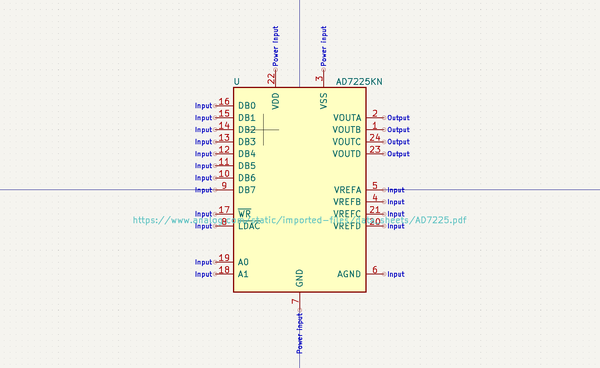 Power Input
Power Input
22
3
U
AD7225KN
VDD
VSS
Input 16 DB0
Input 15 DB1
VOUTA 2 Output
Input 14 DB2
VOUTB 1 Output
Input 13 DB3
VOUTC 24 Output
Input 12 DB4
VOUTD 23 Output
Input 11 DB5
Input 10 DB6
Input 9 DB7
VREFA 5 Input
VREFB 4 Input
Input 17 WR
VREFC 21 Input
https://www.analog.com/static/imported-files/data_sheets/AD7225.pdf
Input 8 LDAC
VREFD 20 Input
Input 19 A0
Input 18 A1
AGND 6 Input
GND
7
Power Input